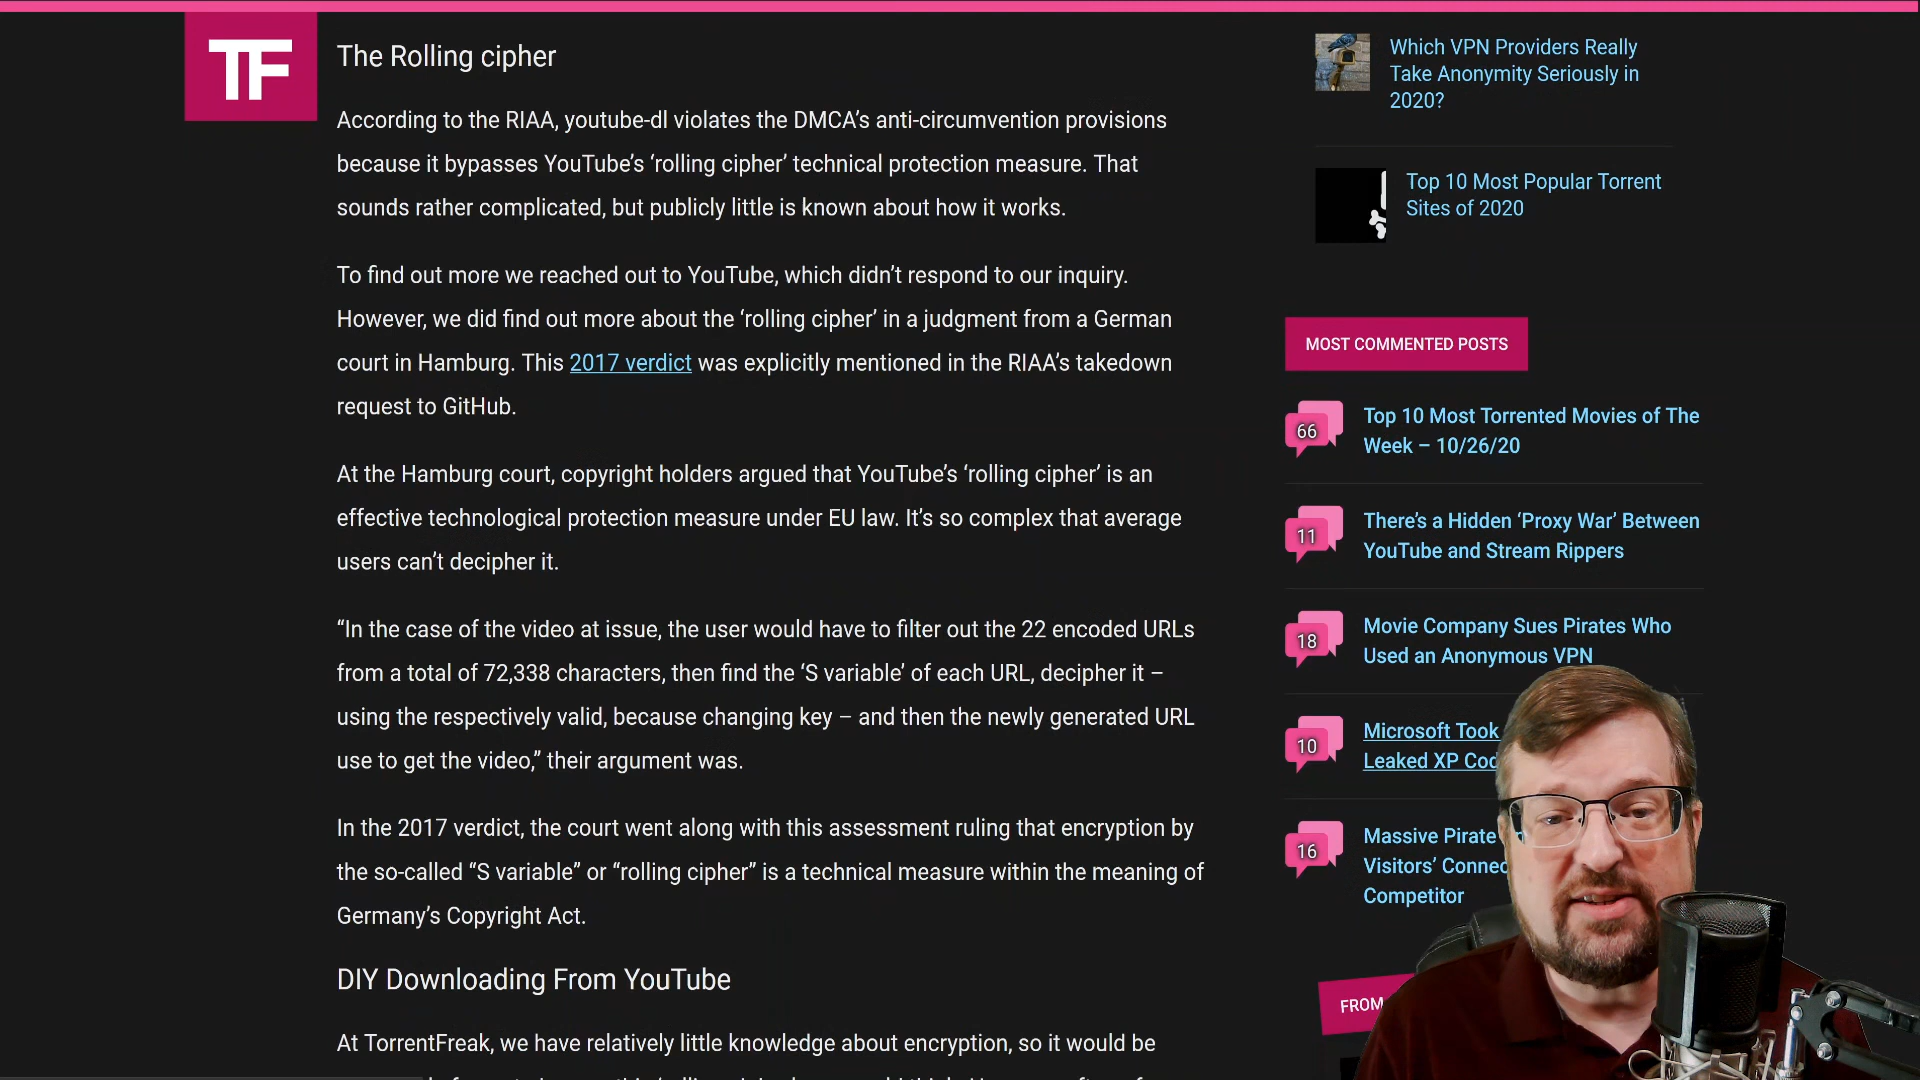 TF
The Rolling cipher
According to the RIAA, youtube-dl violates the DMCA’s anti-circumvention provisions
because it bypasses YouTube’s ‘rolling cipher’ technical protection measure. That
sounds rather complicated, but publicly little is known about how it works.
To find out more we reached out to YouTube, which didn’t respond to our inquiry.
However, we did find out more about the ‘rolling cipher’ in a judgment from a German
court in Hamburg. This 2017 verdict was explicitly mentioned in the RIAA’s takedown
request to GitHub.
At the Hamburg court, copyright holders argued that YouTube’s ‘rolling cipher’ is an
effective technological protection measure under EU law. It’s so complex that average
users can’t decipher it.
“In the case of the video at issue, the user would have to filter out the 22 encoded URLs
from a total of 72,338 characters, then find the ‘S variable’ of each URL, decipher it –
using the respectively valid, because changing key – and then the newly generated URL
use to get the video,” their argument was.
In the 2017 verdict, the court went along with this assessment ruling that encryption by
the so-called “S variable” or “rolling cipher” is a technical measure within the meaning of
Germany’s Copyright Act.
DIY Downloading From YouTube
At TorrentFreak, we have relatively little knowledge about encryption, so it would be
Which VPN Providers Really
Take Anonymity Seriously in
2020?
Top 10 Most Popular Torrent
Sites of 2020
MOST COMMENTED POSTS
66
Top 10 Most Torrented Movies of The
Week – 10/26/20
11
There’s a Hidden ‘Proxy War’ Between
YouTube and Stream Rippers
18
Movie Company Sues Pirates Who
Used an Anonymous VPN
10
Microsoft Took
Leaked XP
16
Massive Pirate
Visitors’
Competitor
FROM